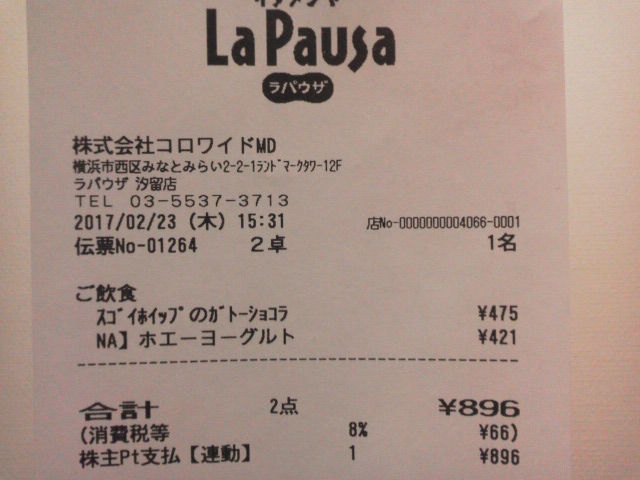 La Pausa
ラパウザ
株式会社コロワイドMD
横浜市西区みなとみらい2-2-1ﾗﾝﾄﾞﾏｰｸﾀﾜｰ12F
ラパウザ 汐留店
TEL 03-5537-3713
2017/02/23 (木) 15:31 店No-0000000004066-0001
伝票No-01264 2卓 1名
ご飲食
ｽｺﾞｲﾎｲｯﾌﾟのｶﾞﾄｰｼｮｺﾗ ¥475
NA】ホエーヨーグルト ¥421
合計 2点 ¥896
(消費税等 8% ¥66)
株主Pt支払【連動】 1 ¥896